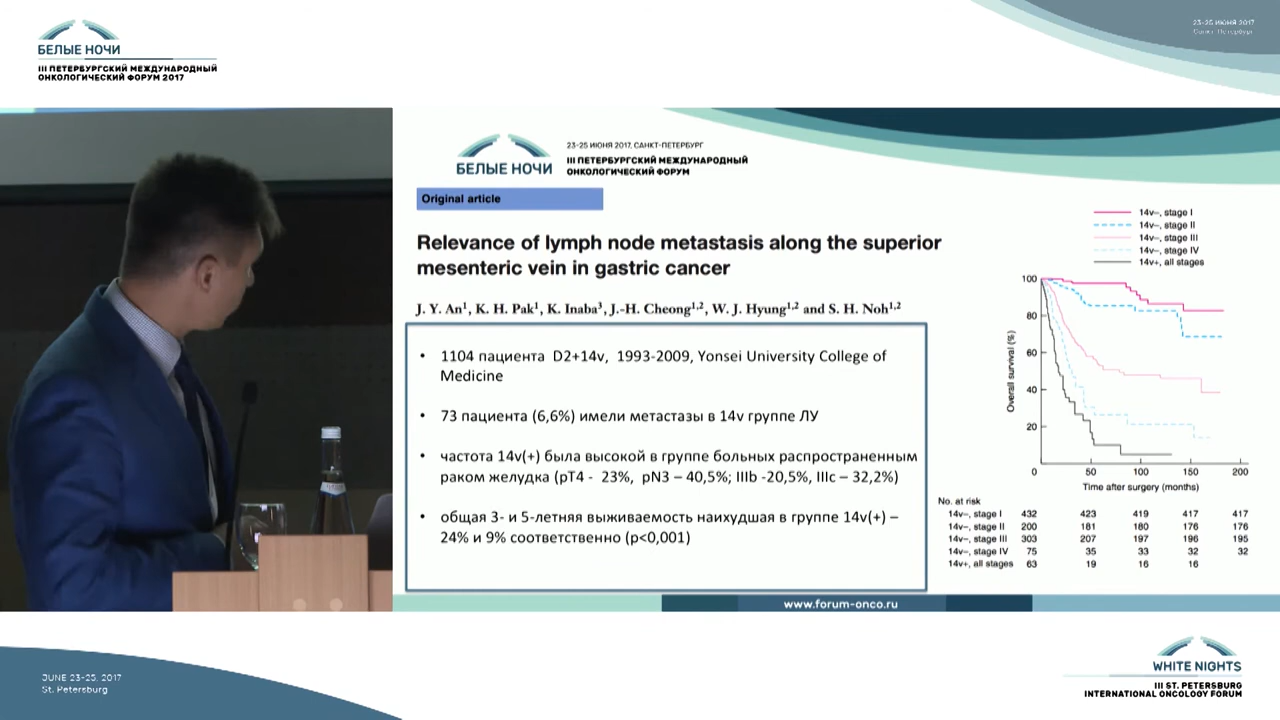 БЕЛЫЕ НОЧИ
III ПЕТЕРБУРГСКИЙ МЕЖДУНАРОДНЫЙ
ОНКОЛОГИЧЕСКИЙ ФОРУМ 2017
23-25 ИЮНЯ 2017
Санкт-Петербург
БЕЛЫЕ НОЧИ
23-25 ИЮНЯ 2017, САНКТ-ПЕТЕРБУРГ
III ПЕТЕРБУРГСКИЙ МЕЖДУНАРОДНЫЙ
ОНКОЛОГИЧЕСКИЙ ФОРУМ
Original article
Relevance of lymph node metastasis along the superior
mesenteric vein in gastric cancer
J. Y. An¹, K. H. Pak¹, K. Inaba³, J.-H. Cheong¹,², W. J. Hyung¹,² and S. H. Noh¹,²
• 1104 пациента D2+14v, 1993-2009, Yonsei University College of
Medicine
• 73 пациента (6,6%) имели метастазы в 14v группе ЛУ
• частота 14v(+) была высокой в группе больных распространенным
раком желудка (pT4 - 23%, pN3 – 40,5%; IIIb -20,5%, IIIc – 32,2%)
• общая 3- и 5-летняя выживаемость наихудшая в группе 14v(+) –
24% и 9% соответственно (p<0,001)
14v–, stage I
14v–, stage II
14v–, stage III
14v–, stage IV
14v+, all stages
Overall survival (%)
100
80
60
40
20
0 50 100 150 200
Time after surgery (months)
No. at risk
14v–, stage I 432 423 419 417 417
14v–, stage II 200 181 180 176 176
14v–, stage III 303 207 197 196 195
14v–, stage IV 75 35 33 32 32
14v+, all stages 63 19 16 16
www.forum-onco.ru
JUNE 23-25, 2017
St. Petersburg
WHITE NIGHTS
III ST. PETERSBURG
INTERNATIONAL ONCOLOGY FORUM